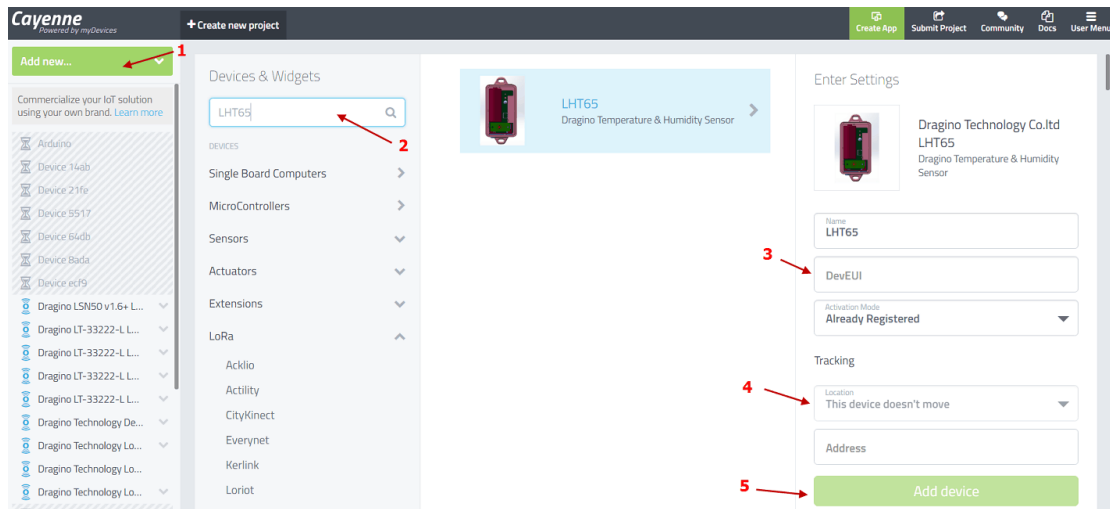 Cayenne
Powered by myDevices
+ Create new project
Create App
Submit Project
Community
Docs
User Menu
1
Add new...
Commercialize your IoT solution
using your own brand. Learn more
Arduino
Device 14ab
Device 21fe
Device 5517
Device 64db
Device 8ada
Device ecf9
Dragino LSN50 v1.6+ L...
Dragino LT-33222-L L...
Dragino LT-33222-L L...
Dragino LT-33222-L L...
Dragino LT-33222-L L...
Dragino Technology De...
Dragino Technology Lo...
Dragino Technology Lo...
Dragino Technology Lo...
Devices & Widgets
LHT65
2
DEVICES
Single Board Computers
MicroControllers
Sensors
Actuators
Extensions
LoRa
Acklio
Actility
CityKinect
Everynet
Kerlink
Loriot
LHT65
Dragino Temperature & Humidity Sensor
Enter Settings
Dragino Technology Co.ltd
LHT65
Dragino Temperature & Humidity
Sensor
Name
LHT65
3
DevEUI
Activation Mode
Already Registered
Tracking
4
Location
This device doesn't move
Address
5
Add device